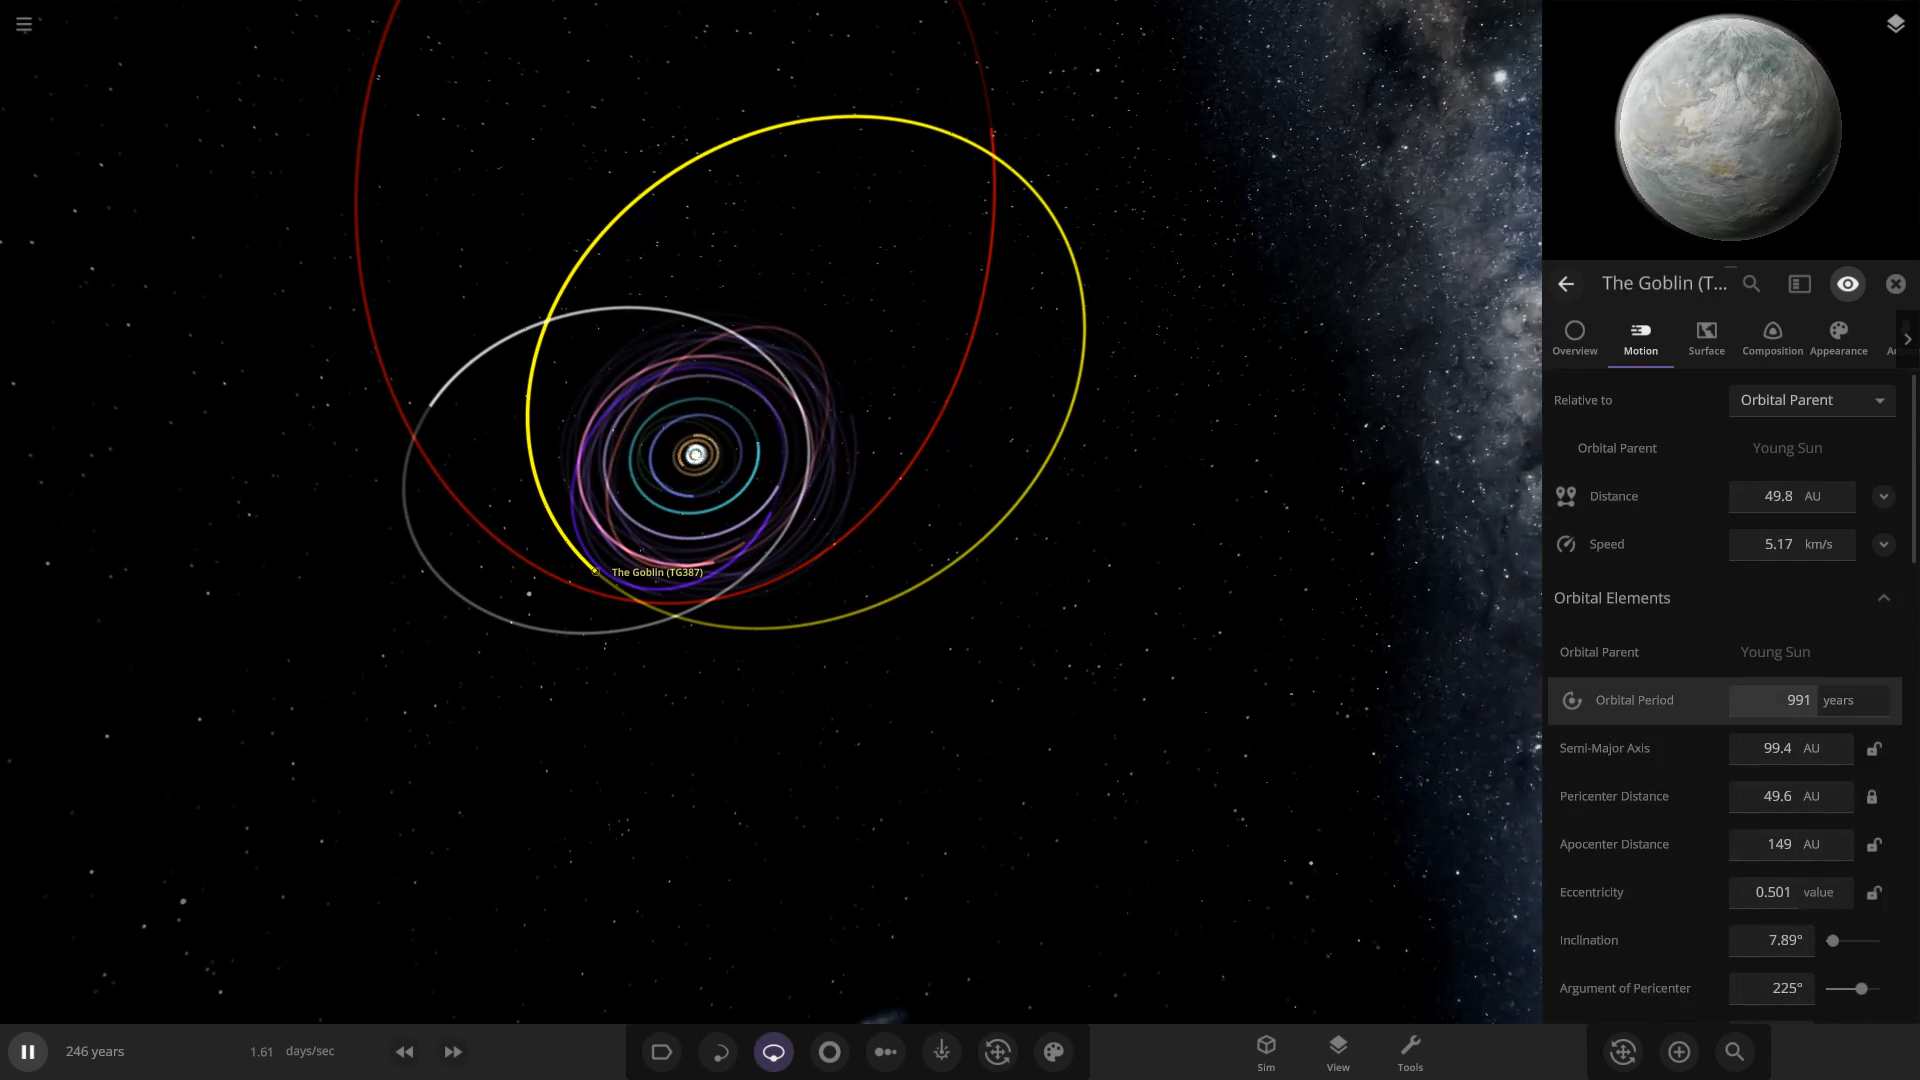 The Goblin (TG387)
The Goblin (T...
Overview
Motion
Surface
Composition
Appearance
Relative to
Orbital Parent
Orbital Parent
Young Sun
Distance
49.8 AU
Speed
5.17 km/s
Orbital Elements
Orbital Parent
Young Sun
Orbital Period
991 years
Semi-Major Axis
99.4 AU
Pericenter Distance
49.6 AU
Apocenter Distance
149 AU
Eccentricity
0.501 value
Inclination
7.89°
Argument of Pericenter
225°
246 years
1.61 days/sec
Sim
View
Tools